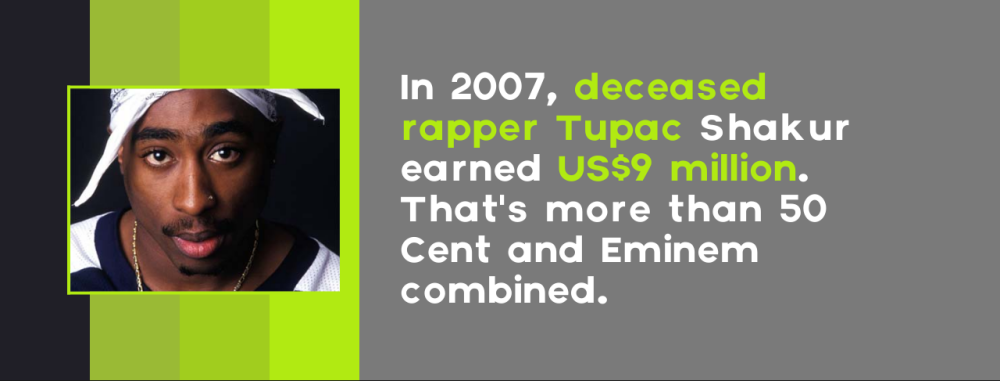 In 2007, deceased
rapper Tupac Shakur
earned US$9 million.
That's more than 50
Cent and Eminem
combined.